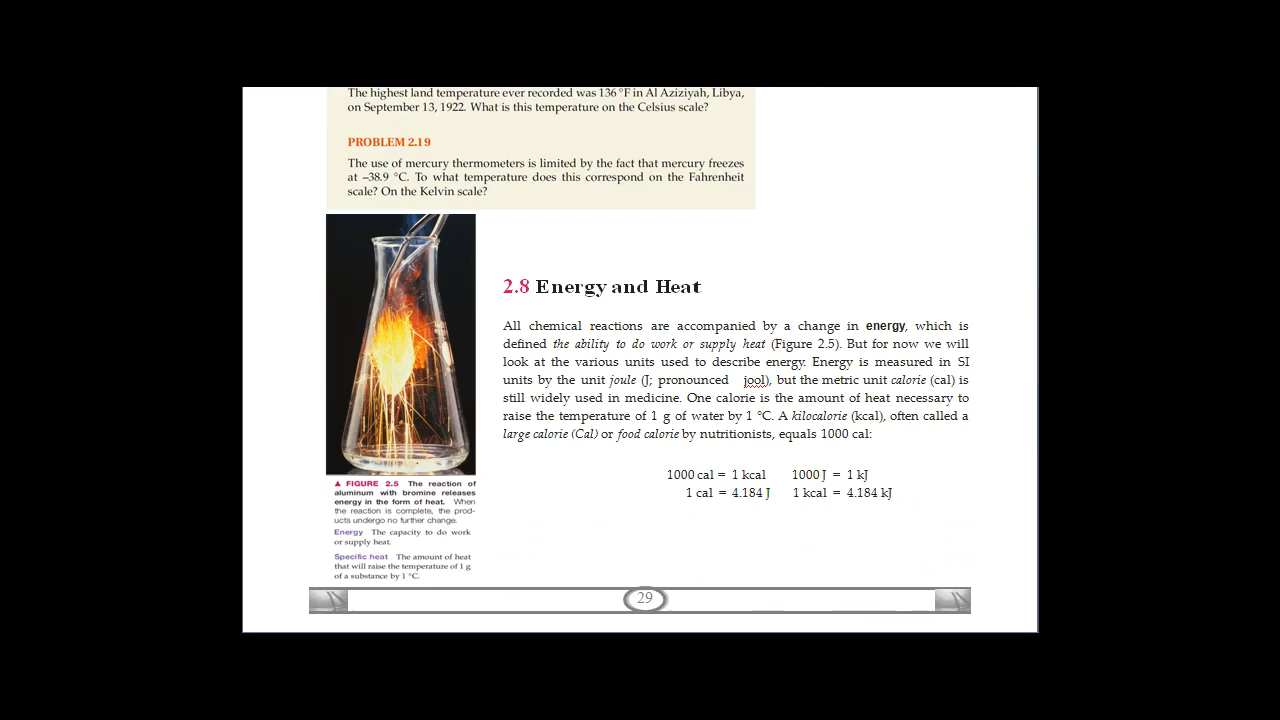 The highest land temperature ever recorded was 136 °F in Al Aziziyah, Libya,
on September 13, 1922. What is this temperature on the Celsius scale?
PROBLEM 2.19
The use of mercury thermometers is limited by the fact that mercury freezes
at –38.9 °C. To what temperature does this correspond on the Fahrenheit
scale? On the Kelvin scale?
2.8 Energy and Heat
All chemical reactions are accompanied by a change in energy, which is
defined the ability to do work or supply heat (Figure 2.5). But for now we will
look at the various units used to describe energy. Energy is measured in SI
units by the unit joule (J; pronounced jool), but the metric unit calorie (cal) is
still widely used in medicine. One calorie is the amount of heat necessary to
raise the temperature of 1 g of water by 1 °C. A kilocalorie (kcal), often called a
large calorie (Cal) or food calorie by nutritionists, equals 1000 cal:
1000 cal = 1 kcal 1000 J = 1 kJ
1 cal = 4.184 J 1 kcal = 4.184 kJ
▲ FIGURE 2.5 The reaction of
aluminum with bromine releases
energy in the form of heat. When
the reaction is complete, the prod-
ucts undergo no further change.
Energy The capacity to do work
or supply heat.
Specific heat The amount of heat
that will raise the temperature of 1 g
of a substance by 1 °C.
29